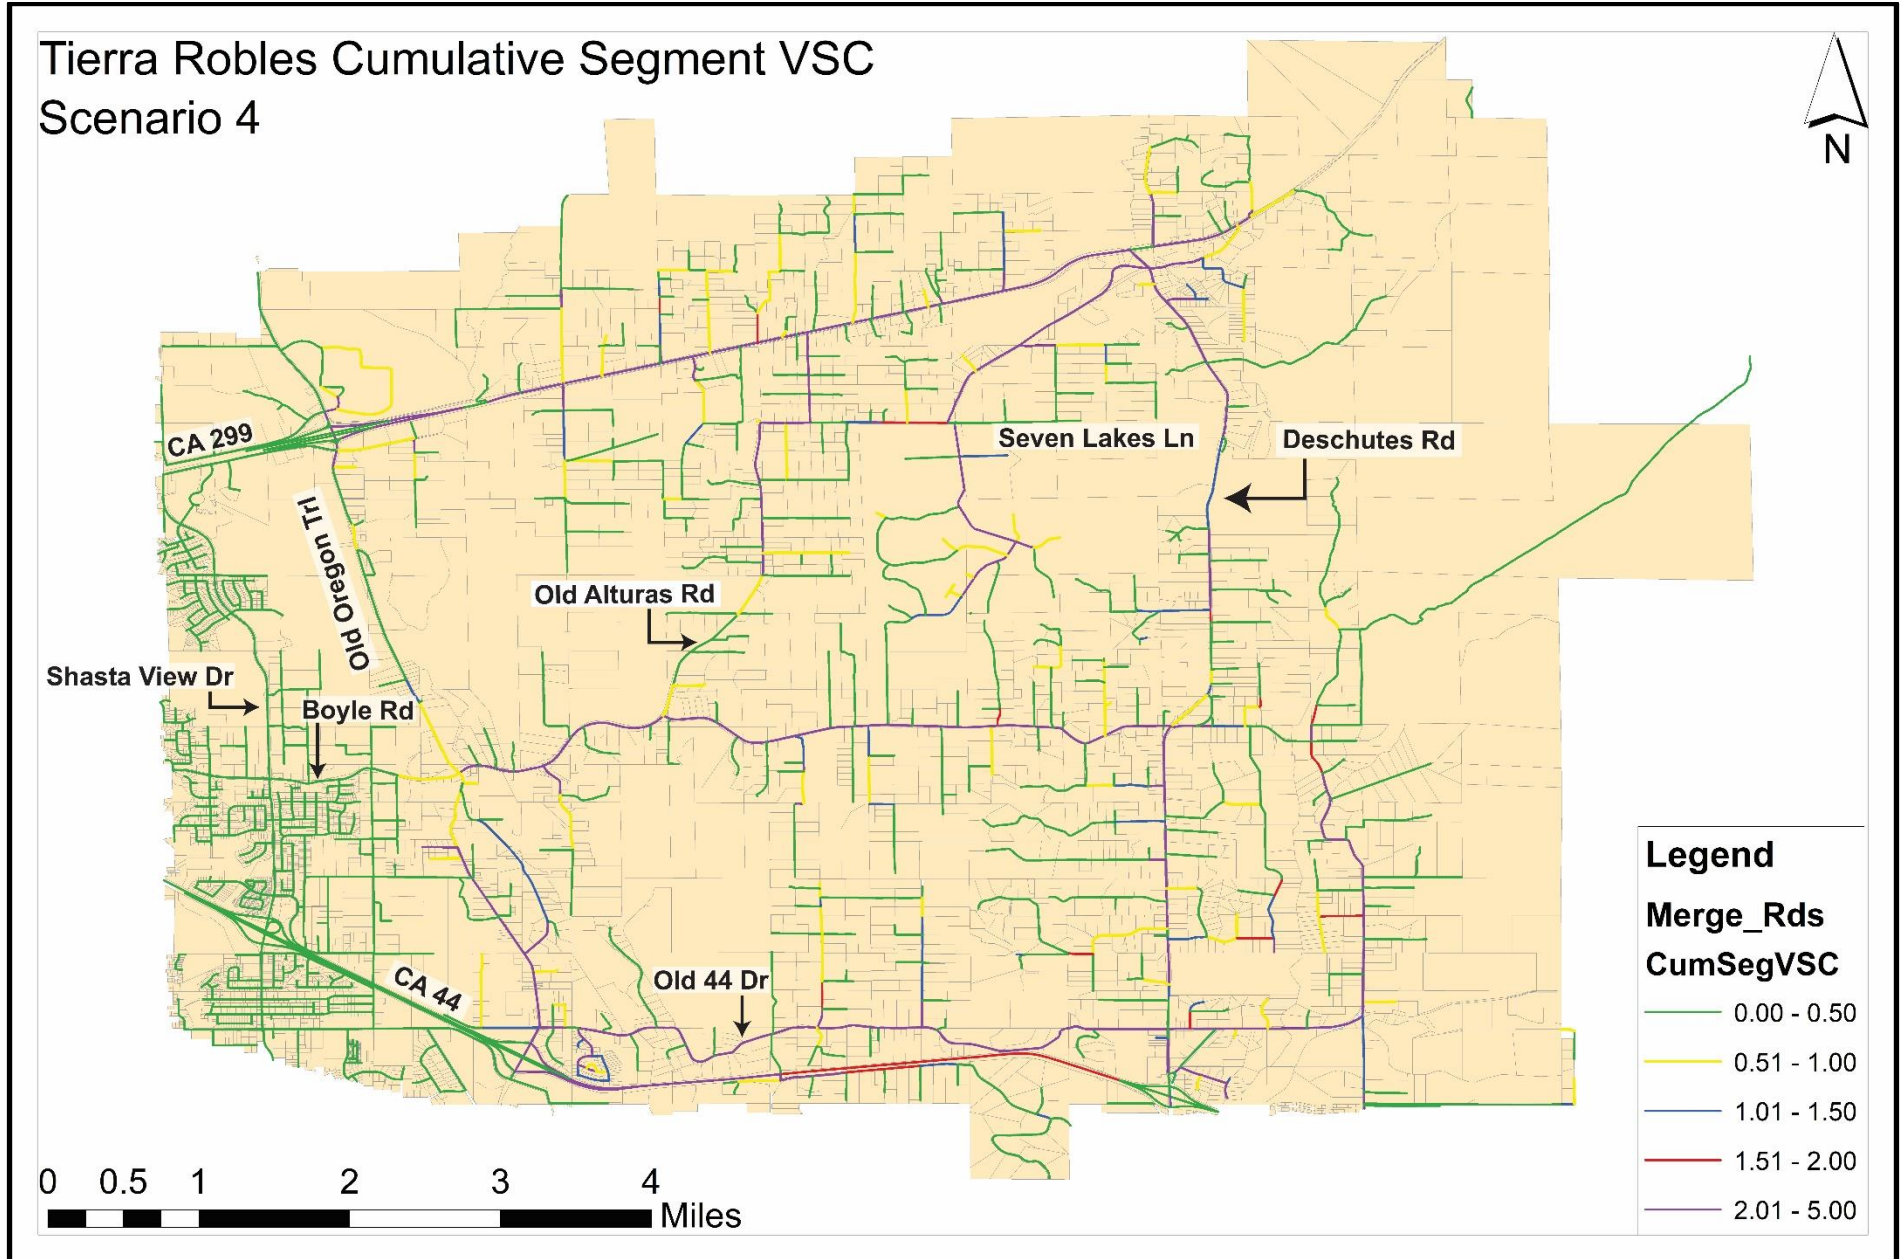 Tierra Robles Cumulative Segment VSC
Scenario 4
N
CA 299
Seven Lakes Ln
Deschutes Rd
Old Oregon Trl
Old Alturas Rd
Shasta View Dr
Boyle Rd
CA 44
Old 44 Dr
Legend
Merge_Rds
CumSegVSC
0.00 - 0.50
0.51 - 1.00
1.01 - 1.50
1.51 - 2.00
2.01 - 5.00
0 0.5 1 2 3 4
Miles